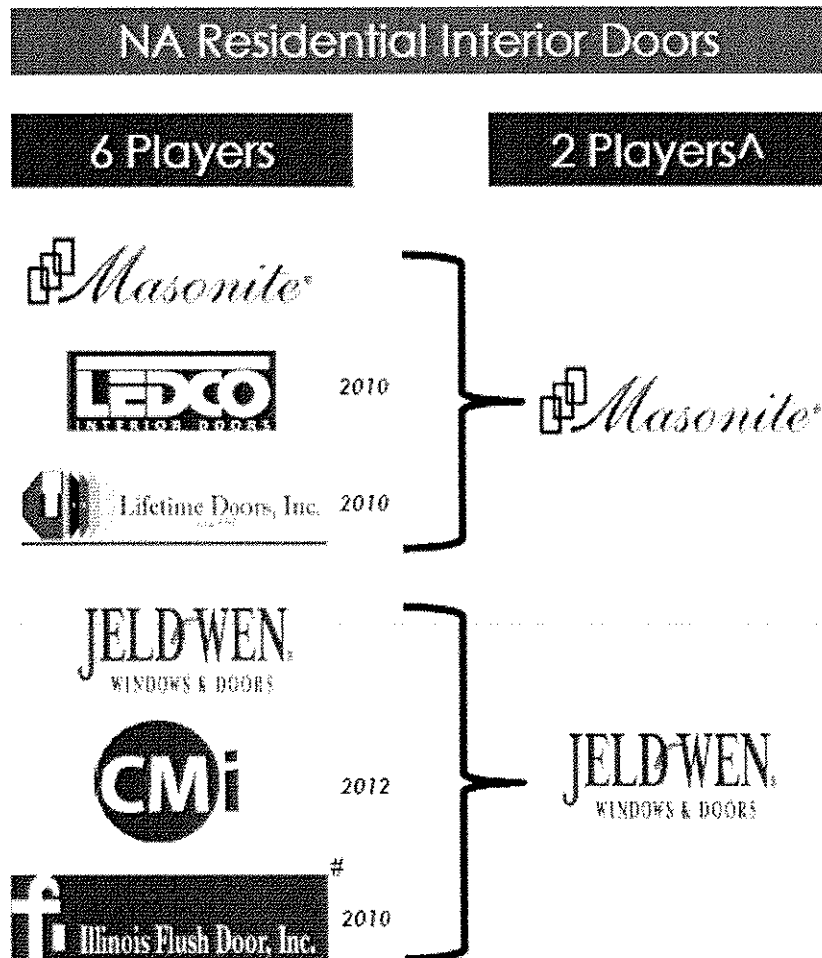 NA Residential Interior Doors
6 Players
2 Players^
Masonite®
LEDCO
INTERIOR DOORS
2010
Lifetime Doors, Inc.
2010
Masonite®
JELD-WEN
WINDOWS & DOORS
CMi
2012
#
Illinois Flush Door, Inc.
2010
JELD-WEN
WINDOWS & DOORS